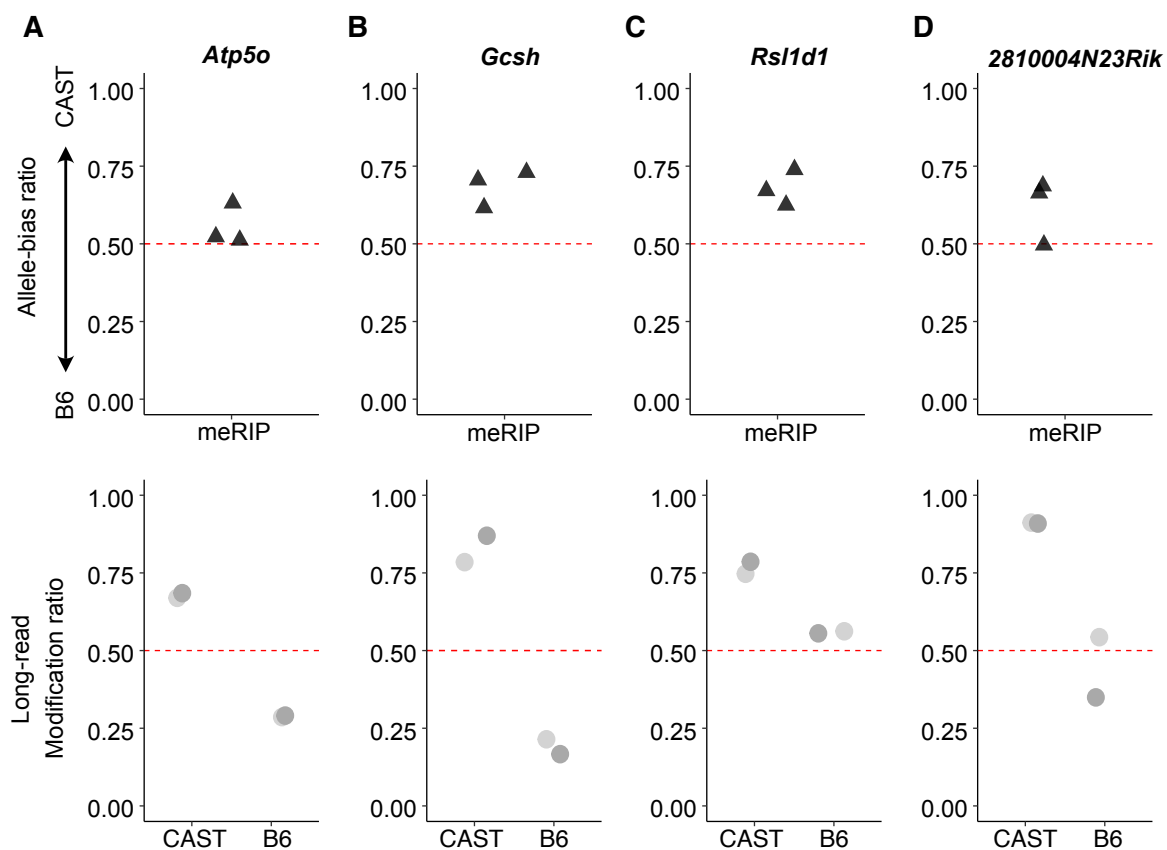 A
B
C
D
Atp5o
Gcsh
Rsl1d1
2810004N23Rik
Allele-bias ratio
CAST
B6
1.00
0.75
0.50
0.25
0.00
meRIP
1.00
0.75
0.50
0.25
0.00
meRIP
1.00
0.75
0.50
0.25
0.00
meRIP
1.00
0.75
0.50
0.25
0.00
meRIP
Long-read
Modification ratio
1.00
0.75
0.50
0.25
0.00
CAST B6
1.00
0.75
0.50
0.25
0.00
CAST B6
1.00
0.75
0.50
0.25
0.00
CAST B6
1.00
0.75
0.50
0.25
0.00
CAST B6